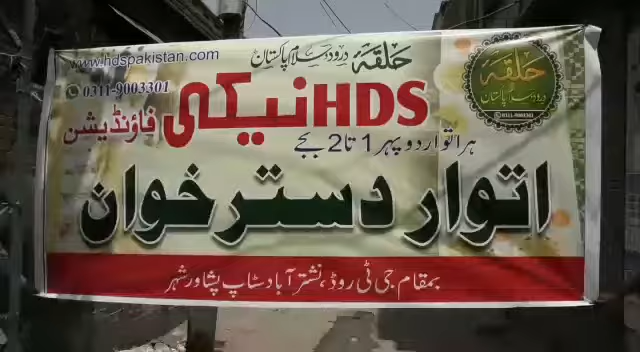 حلقہ درود و سلام پاکستان
www.hdspakistan.com
0311-9003301
HDS نیکی فاؤنڈیشن
ہر اتوار دوپہر 1 تا 2 بجے
اتوار دسترخوان
بمقام جی ٹی روڈ، نشتر آباد سٹاپ پشاور شہر
حلقہ
درود و سلام پاکستان